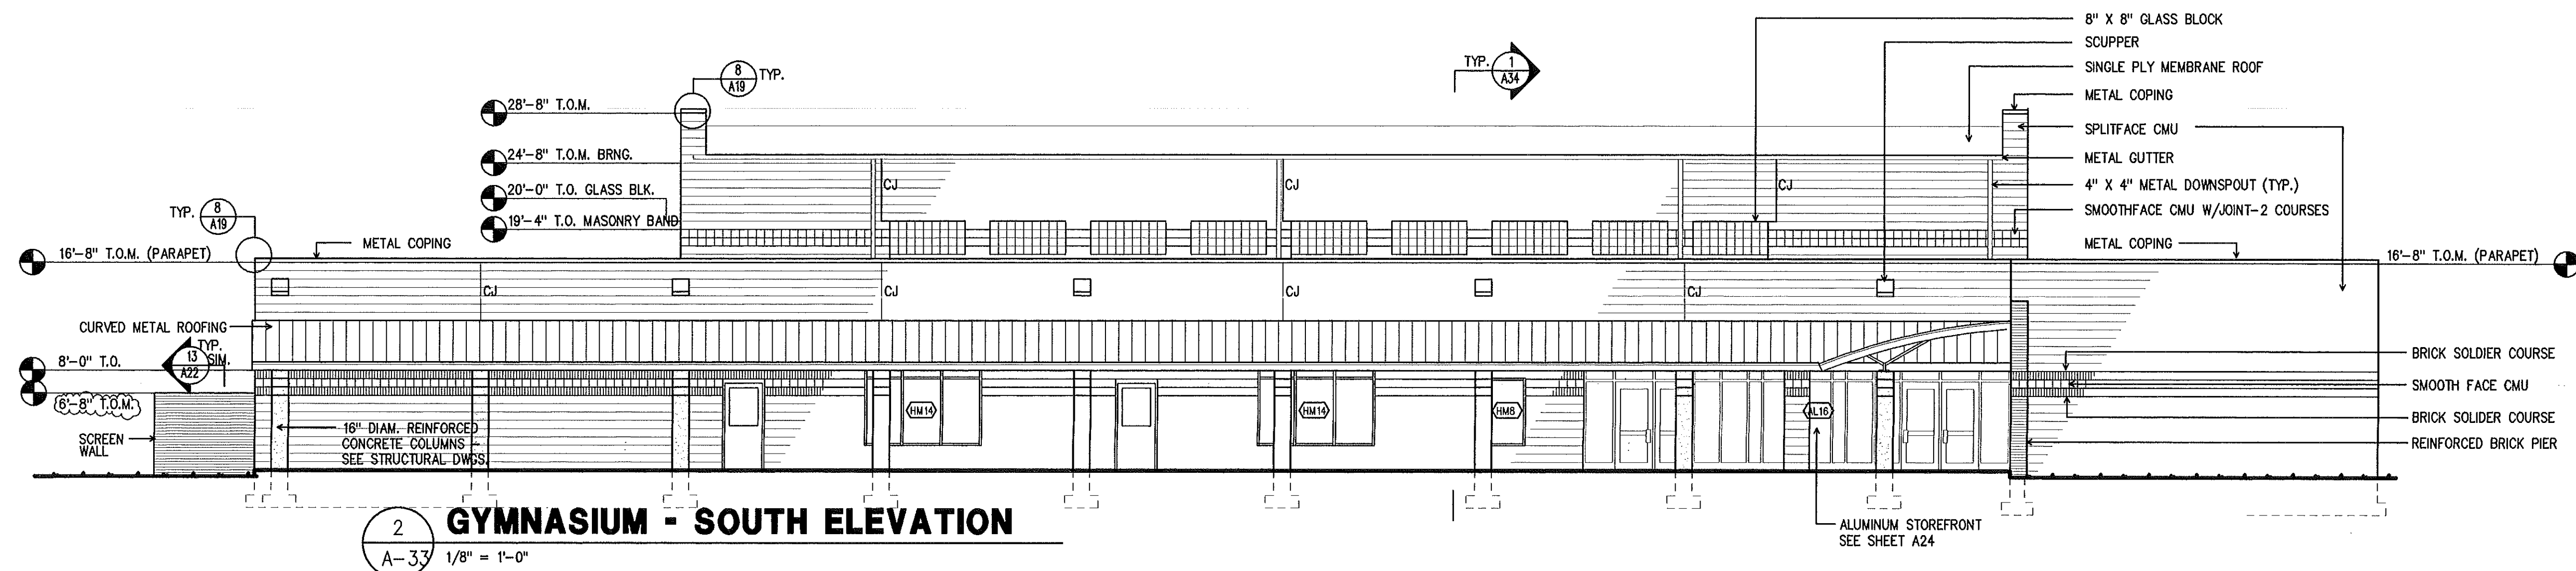 8" X 8" GLASS BLOCK
SCUPPER
SINGLE PLY MEMBRANE ROOF
METAL COPING
SPLITFACE CMU
METAL GUTTER
4" X 4" METAL DOWNSPOUT (TYP.)
SMOOTHFACE CMU W/JOINT-2 COURSES
METAL COPING
TYP. 1
A34
8 TYP.
A19
28'-8" T.O.M.
24'-8" T.O.M. BRNG.
20'-0" T.O. GLASS BLK.
19'-4" T.O. MASONRY BAND
CJ
CJ
CJ
TYP. 8
A19
METAL COPING
16'-8" T.O.M. (PARAPET)
16'-8" T.O.M. (PARAPET)
CJ
CJ
CJ
CJ
CURVED METAL ROOFING
TYP.
13 SIM.
A22
8'-0" T.O.
6'-8" T.O.M.
SCREEN
WALL
16" DIAM. REINFORCED
CONCRETE COLUMNS
SEE STRUCTURAL DWGS.
HM14
HM14
HM8
AL16
BRICK SOLDIER COURSE
SMOOTH FACE CMU
BRICK SOLIDER COURSE
REINFORCED BRICK PIER
ALUMINUM STOREFRONT
SEE SHEET A24
2
A-33
GYMNASIUM - SOUTH ELEVATION
1/8" = 1'-0"